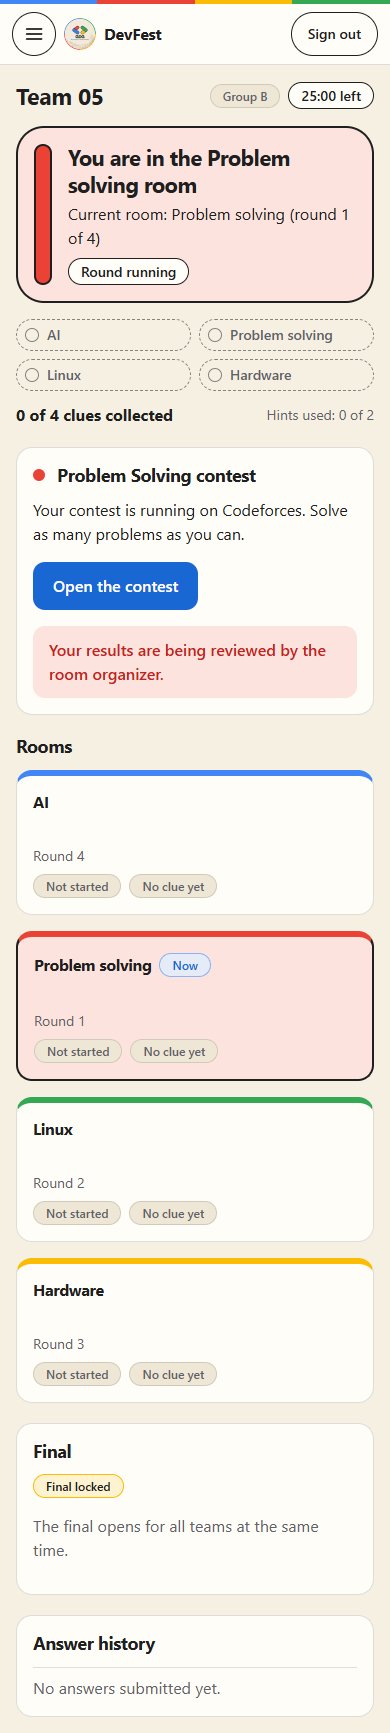 DevFest
Sign out
Team 05
Group B
25:00 left
You are in the Problem
solving room
Current room: Problem solving (round 1
of 4)
Round running
AI
Problem solving
Linux
Hardware
0 of 4 clues collected
Hints used: 0 of 2
Problem Solving contest
Your contest is running on Codeforces. Solve
as many problems as you can.
Open the contest
Your results are being reviewed by the
room organizer.
Rooms
AI
Round 4
Not started
No clue yet
Problem solving
Now
Round 1
Not started
No clue yet
Linux
Round 2
Not started
No clue yet
Hardware
Round 3
Not started
No clue yet
Final
Final locked
The final opens for all teams at the same
time.
Answer history
No answers submitted yet.